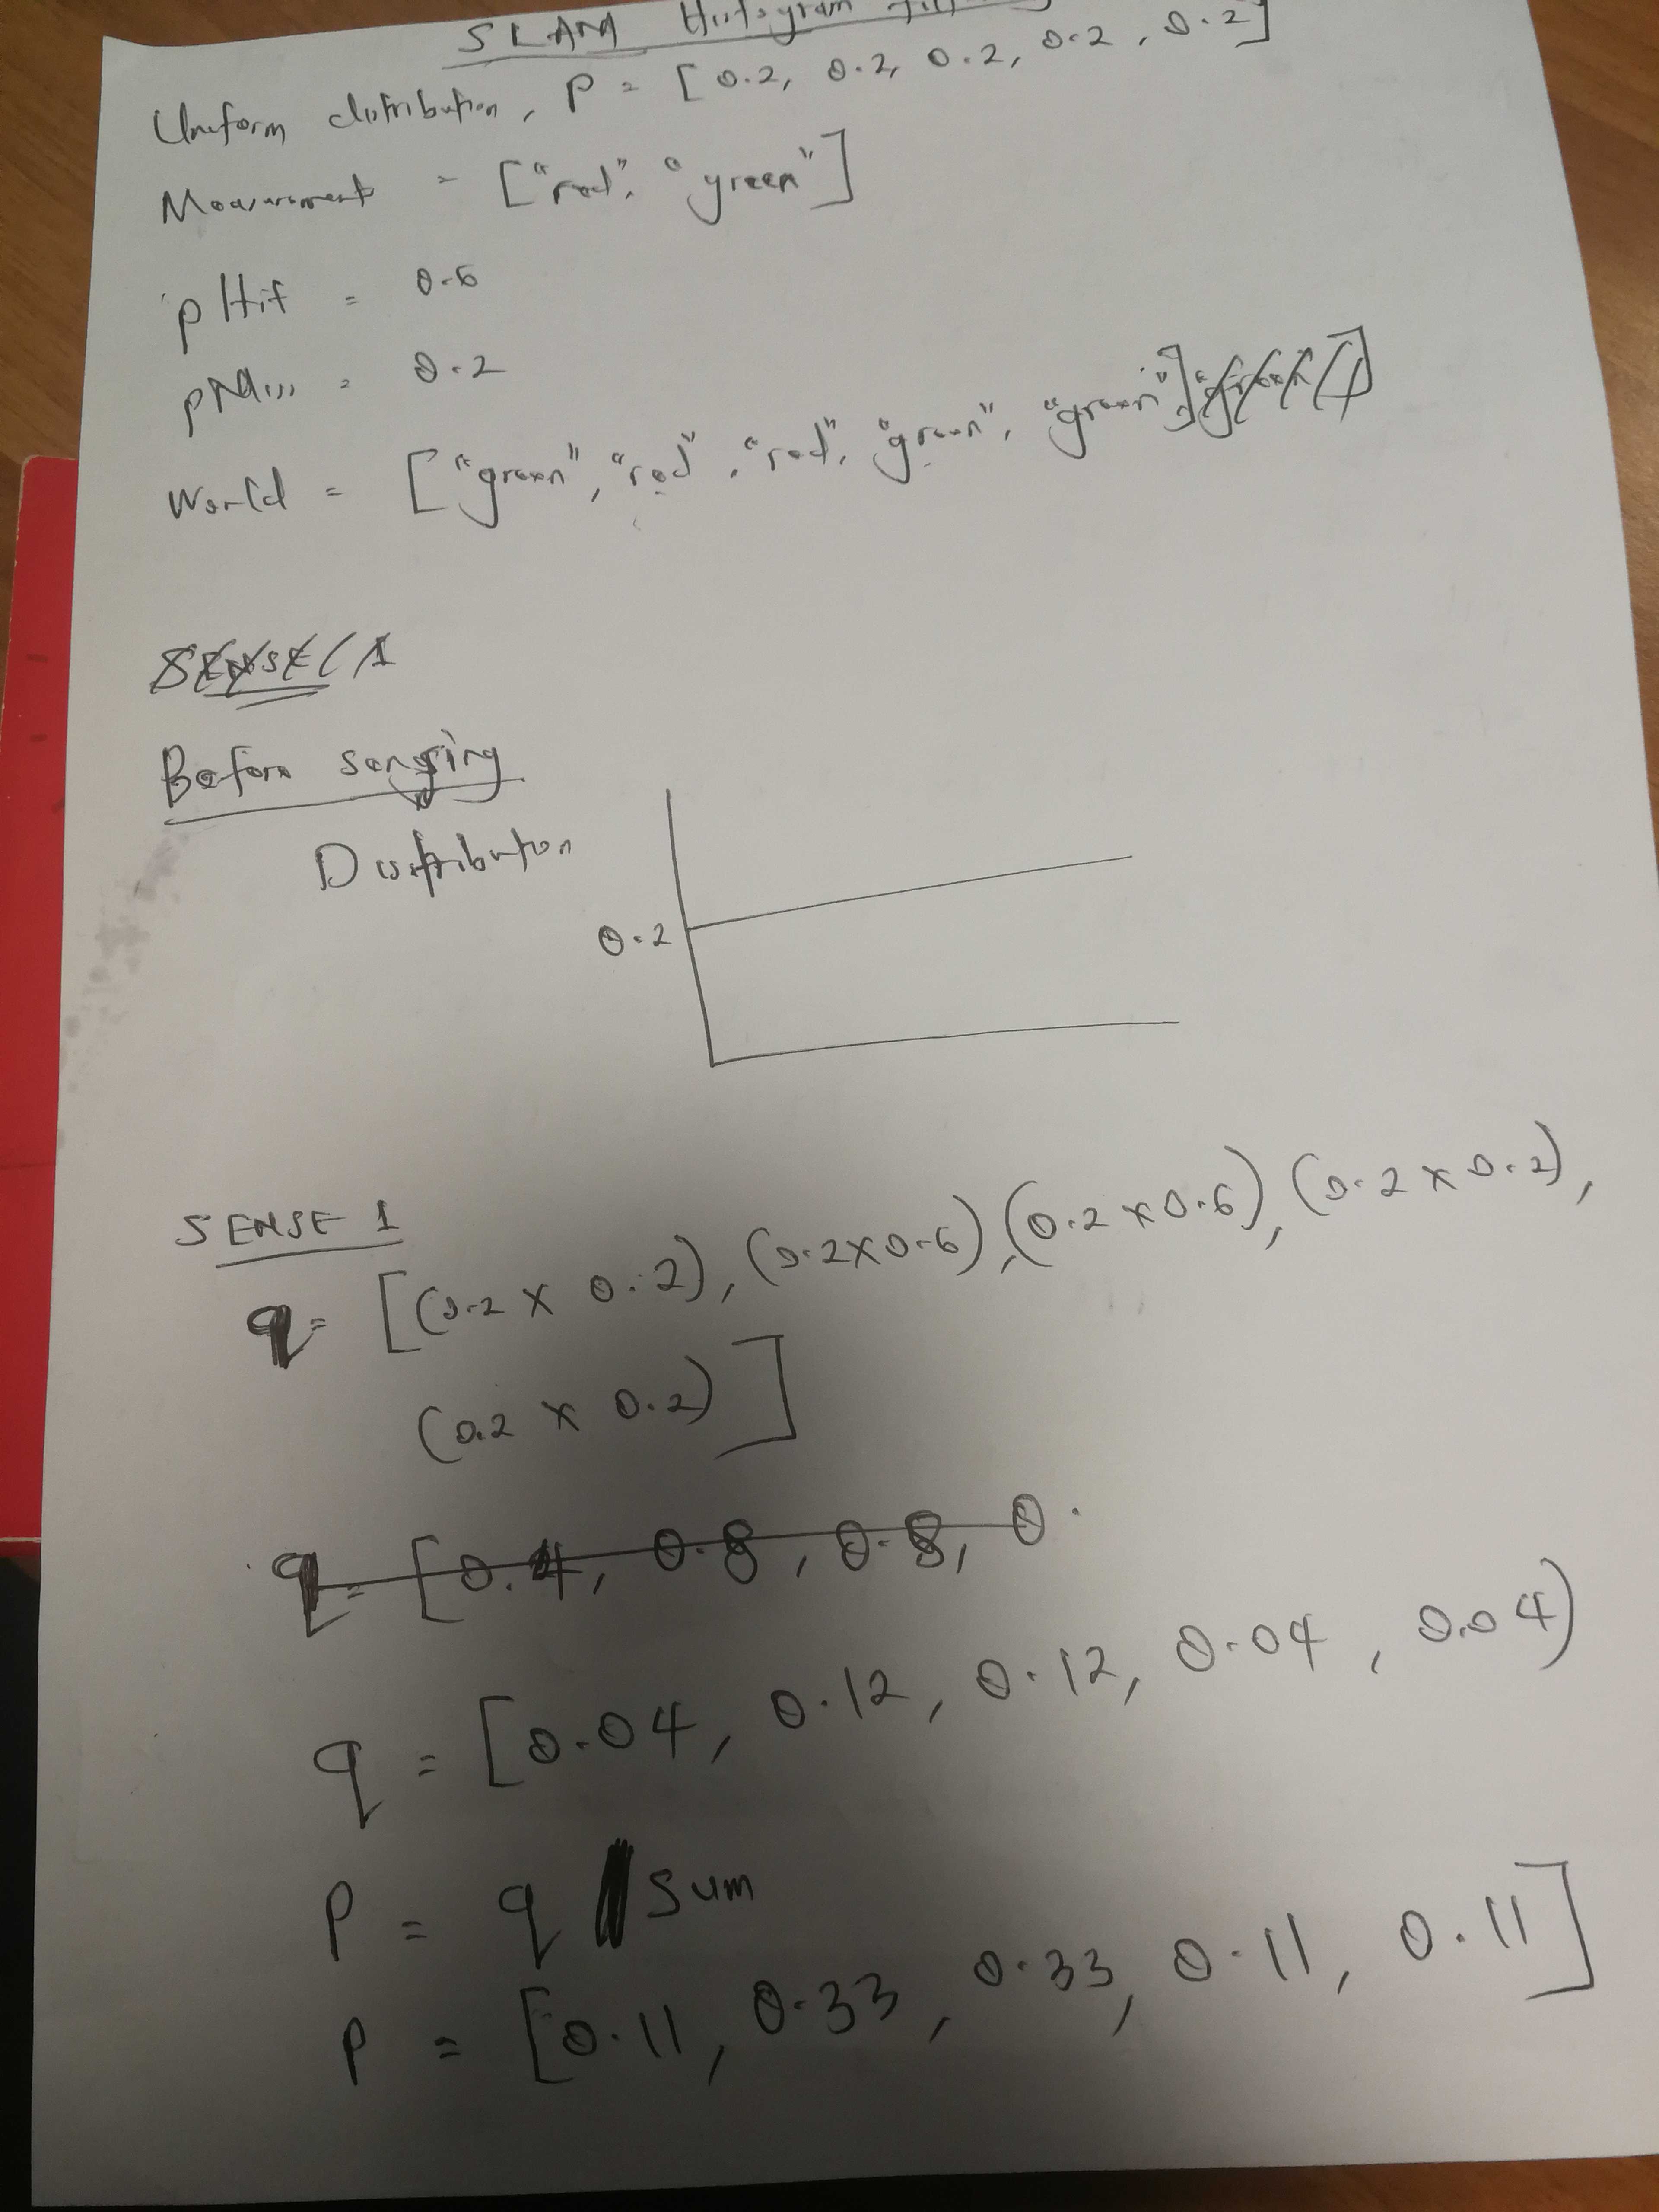 SLAM Histogram
Uniform distribution, P = [0.2, 0.2, 0.2, 0.2, 0.2]
Measurement = ["red", "green"]
pHit = 0.6
pMiss = 0.2
World = ["green", "red", "red", "green", "green"]
SENSE 1
Before sensing
Distribution
0.2
SENSE 1
q = [(0.2 x 0.2), (0.2x0.6), (0.2 x 0.6), (0.2 x 0.2),
(0.2 x 0.2)]
q = [0.4, 0.8, 0.8, 0.
q = [0.04, 0.12, 0.12, 0.04, 0.04)
P = q / sum
P = [0.11, 0.33, 0.33, 0.11, 0.11]